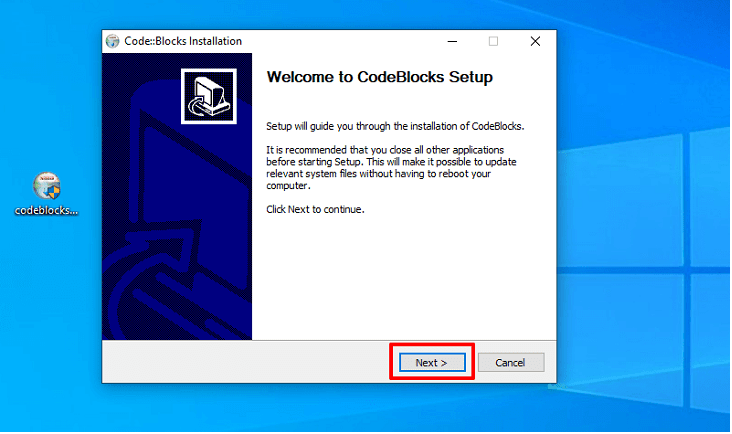 Code::Blocks Installation
Welcome to CodeBlocks Setup
Setup will guide you through the installation of CodeBlocks.
It is recommended that you close all other applications
before starting Setup. This will make it possible to update
relevant system files without having to reboot your
computer.
Click Next to continue.
codeblocks...
Next >
Cancel